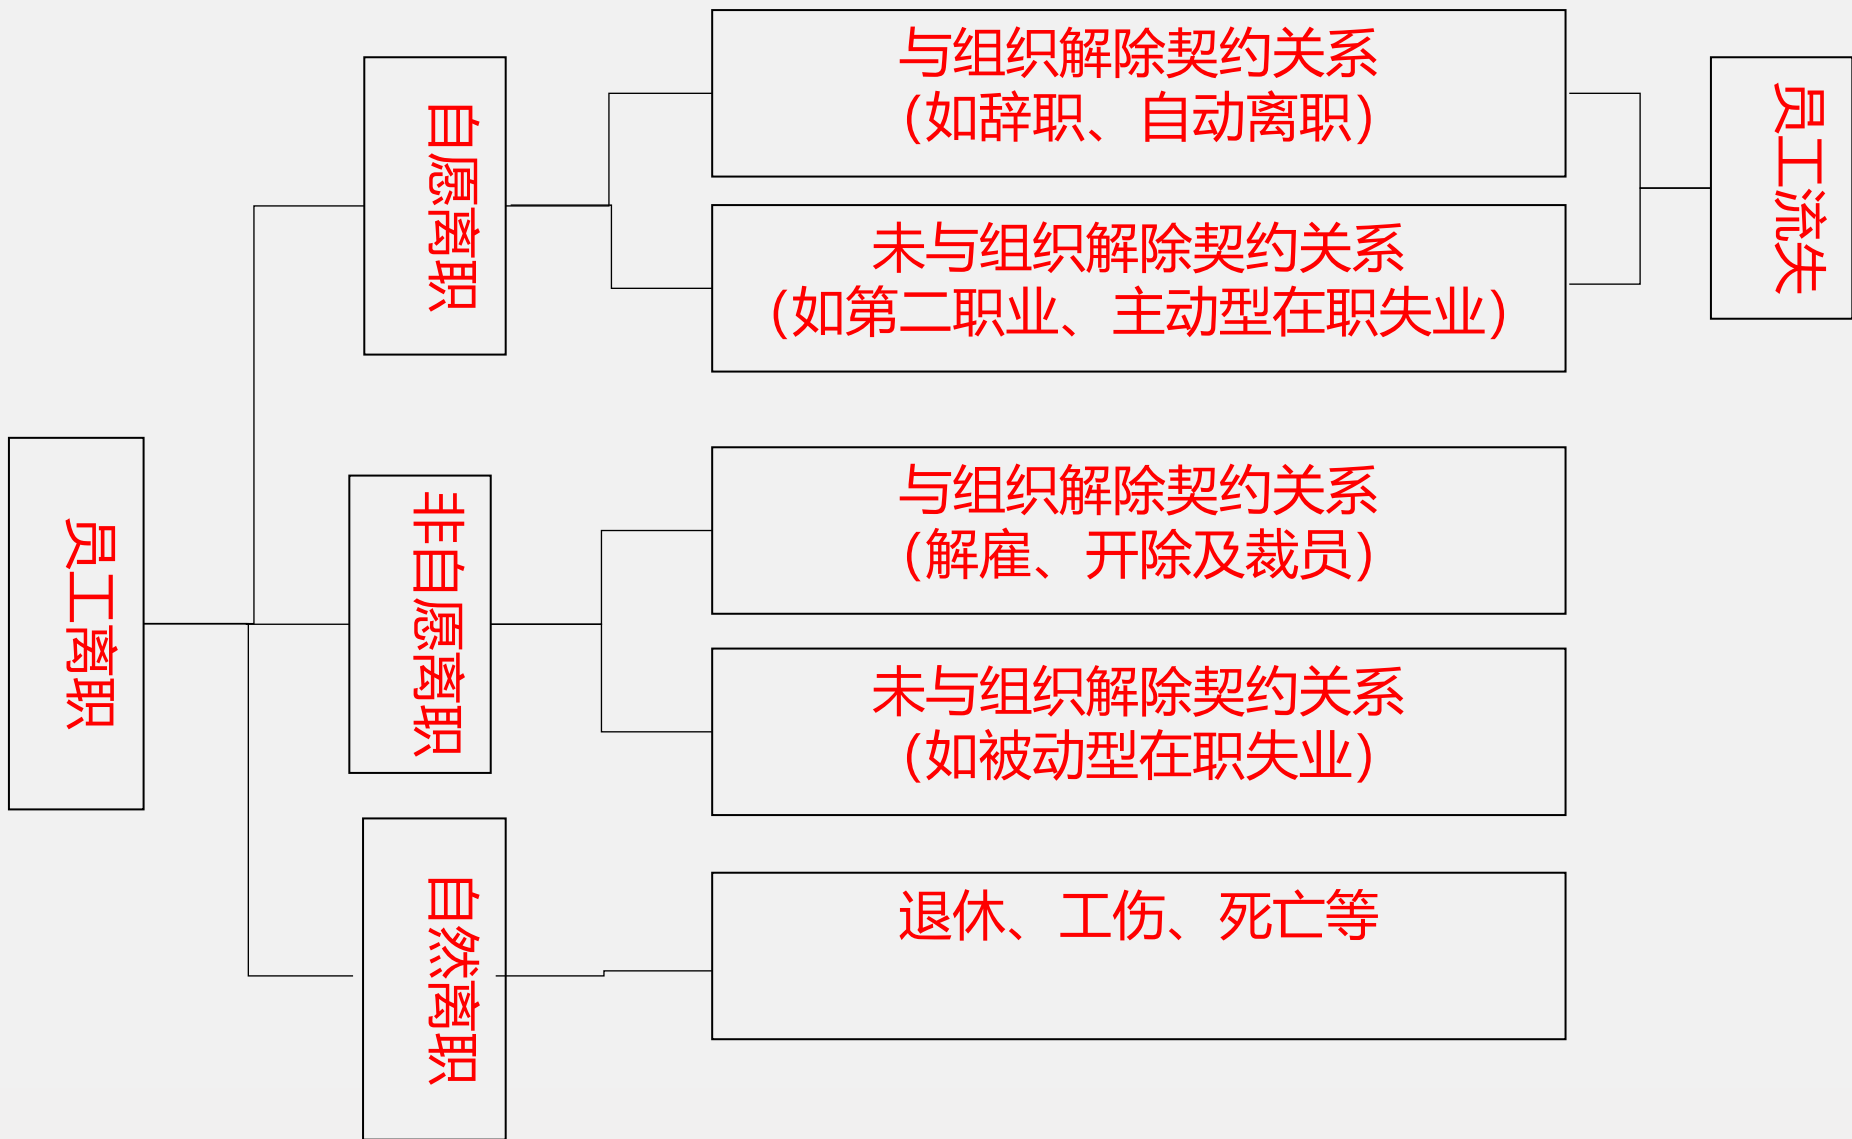 员工离职
自愿离职
与组织解除契约关系
(如辞职、自动离职)
未与组织解除契约关系
(如第二职业、主动型在职失业)
员工流失
非自愿离职
与组织解除契约关系
(解雇、开除及裁员)
未与组织解除契约关系
(如被动型在职失业)
自然离职
退休、工伤、死亡等